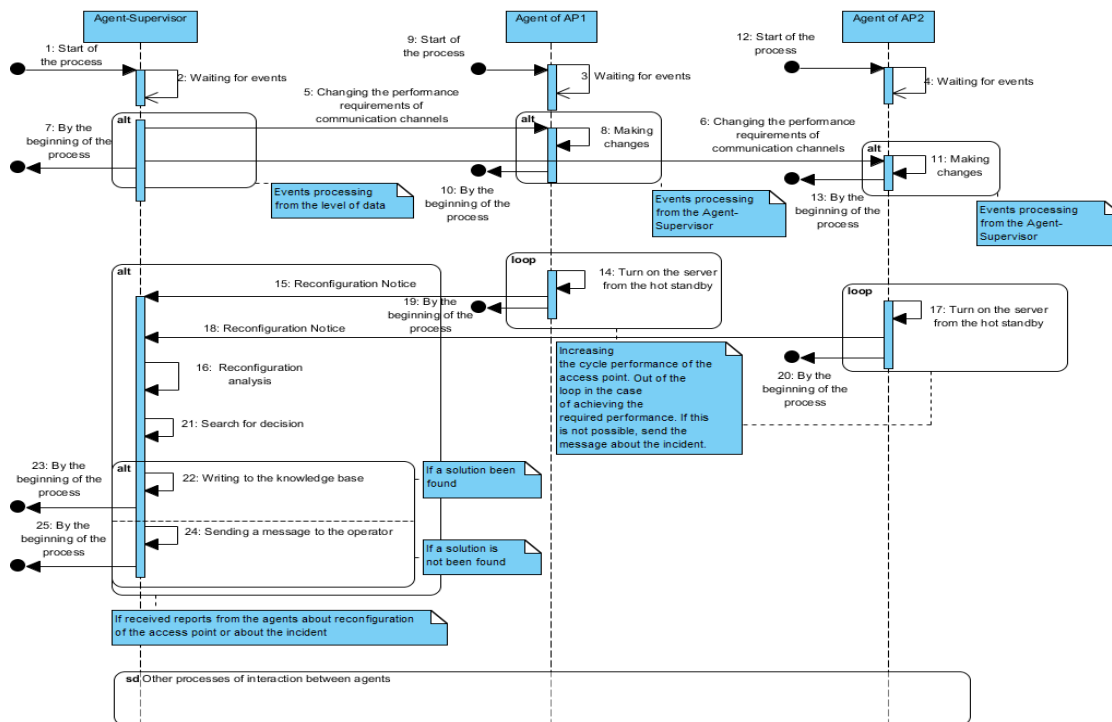 Agent-Supervisor
Agent of AP1
Agent of AP2
1: Start of
the process
2: Waiting for events
9: Start of
the process
3 Waiting for events
12: Start of the
process
4: Waiting for events
5: Changing the performance
requirements of
communication channels
7: By the
beginning of the
process
alt
alt
8: Making
changes
6: Changing the performance
requirements of
communication channels
alt
11: Making
changes
10: By the
beginning of the
process
13: By the
beginning of the
process
Events processing
from the level of data
Events processing
from the Agent-
Supervisor
Events processing
from the Agent-
Supervisor
alt
loop
14: Turn on the server
from the hot standby
15: Reconfiguration Notice
19: By the
beginning of the
process
loop
17: Turn on the server
from the hot standby
18: Reconfiguration Notice
20: By the
beginning of the
process
Increasing
the cycle performance of the
access point. Out of the
loop in the case
of achieving the
required performance. If this
is not possible, send the
message about the incident.
16: Reconfiguration
analysis
21: Search for decision
23: By the
beginning of the
process
alt
22: Writing to the knowledge base
If a solution been
found
25: By the
beginning of the
process
24: Sending a message to the operator
If a solution is
not been found
If received reports from the agents about reconfiguration
of the access point or about the incident
sd Other processes of interaction between agents